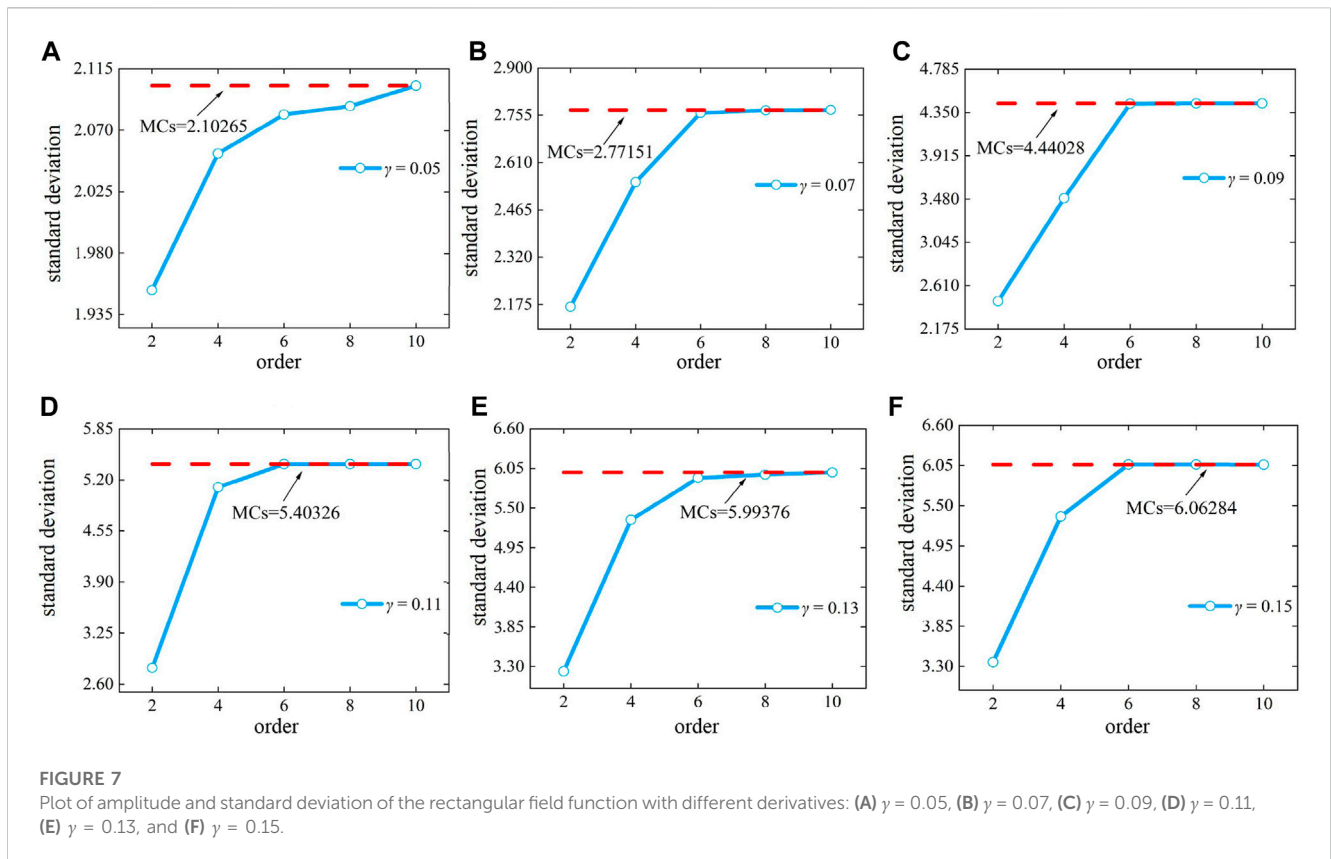 A
2.115
2.070
2.025
1.980
1.935
standard deviation
MCs=2.10265
γ = 0.05
2 4 6 8 10
order
B
2.900
2.755
2.610
2.465
2.320
2.175
standard deviation
MCs=2.77151
γ = 0.07
2 4 6 8 10
order
C
4.785
4.350
3.915
3.480
3.045
2.610
2.175
standard deviation
MCs=4.44028
γ = 0.09
2 4 6 8 10
order
D
5.85
5.20
4.55
3.90
3.25
2.60
standard deviation
MCs=5.40326
γ = 0.11
2 4 6 8 10
order
E
6.60
6.05
5.50
4.95
4.40
3.85
3.30
standard deviation
MCs=5.99376
γ = 0.13
2 4 6 8 10
order
F
6.60
6.05
5.50
4.95
4.40
3.85
3.30
standard deviation
MCs=6.06284
γ = 0.15
2 4 6 8 10
order
FIGURE 7
Plot of amplitude and standard deviation of the rectangular field function with different derivatives: (A) γ = 0.05, (B) γ = 0.07, (C) γ = 0.09, (D) γ = 0.11,
(E) γ = 0.13, and (F) γ = 0.15.